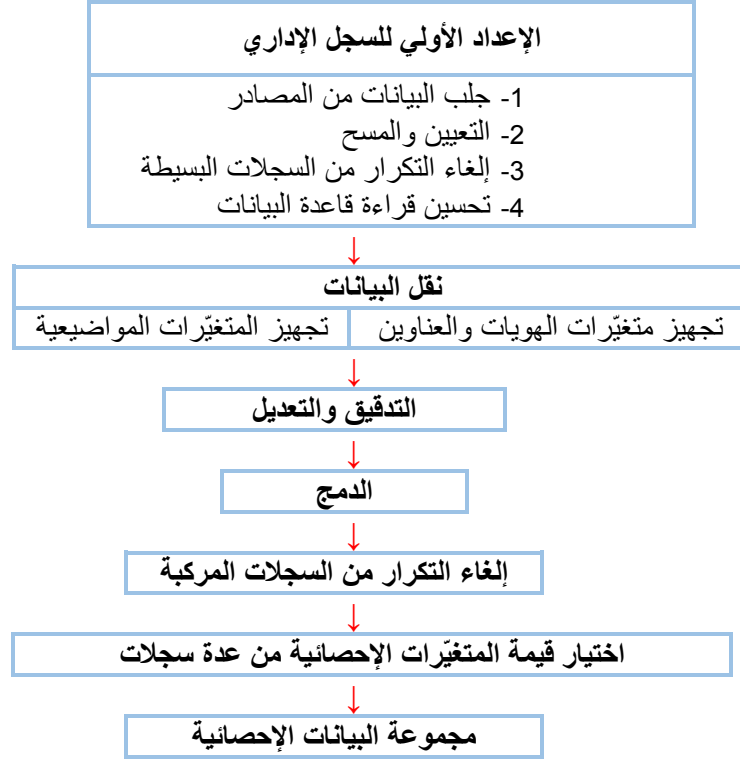 الإعداد الأولي للسجل الإداري
1- جلب البيانات من المصادر
2- التعيين والمسح
3- إلغاء التكرار من السجلات البسيطة
4- تحسين قراءة قاعدة البيانات
↓
نقل البيانات
تجهيز متغيّرات الهويات والعناوين
تجهيز المتغيّرات المواضيعية
↓
التدقيق والتعديل
↓
الدمج
↓
إلغاء التكرار من السجلات المركبة
↓
اختيار قيمة المتغيّرات الإحصائية من عدة سجلات
↓
مجموعة البيانات الإحصائية